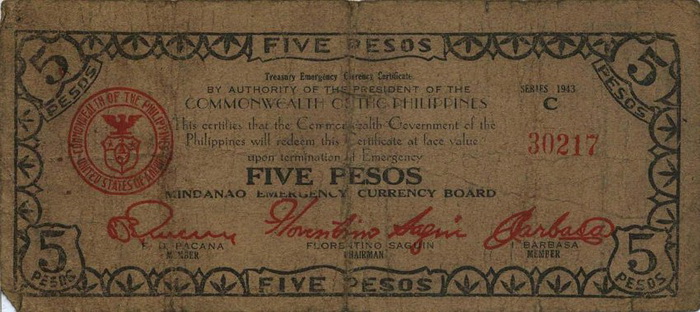 FIVE PESOS
5 PESOS
5 PESOS
Treasury Emergency Currency Certificate
BY AUTHORITY OF THE PRESIDENT OF THE
COMMONWEALTH OF THE PHILIPPINES
SERIES 1943
C
30217
COMMONWEALTH OF THE PHILIPPINES
UNITED STATES OF AMERICA
This certifies that the Commonwealth Government of the
Philippines will redeem this Certificate at face value
upon termination of Emergency
FIVE PESOS
MINDANAO EMERGENCY CURRENCY BOARD
Florentino Saguin
Barbasa
PACANA
MEMBER
FLORENTINO SAGUIN
CHAIRMAN
I. BARBASA
MEMBER
5 PESOS
5 PESOS
FIVE PESOS